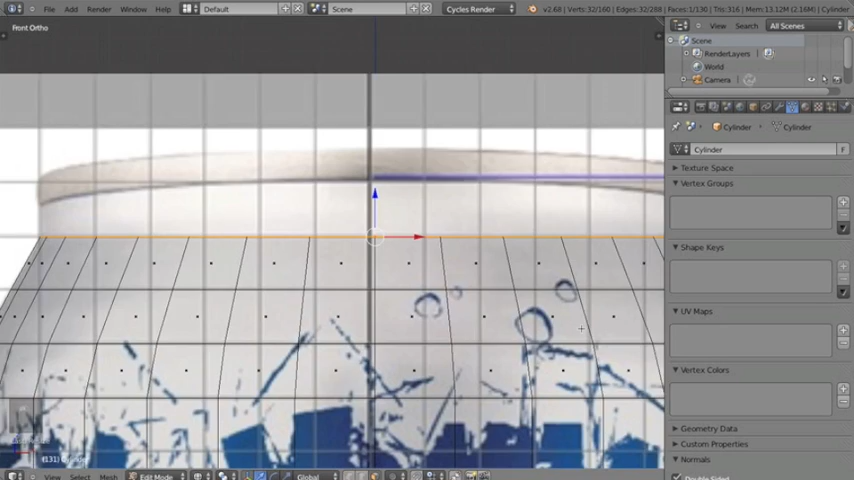 File Add Render Window Help Default Scene Cycles Render v2.68 | Verts:32/160 | Edges:32/288 | Faces:1/130 | Tris:316 | Mem:13.12M (2.16M) | Cylinder
Front Ortho
View Search All Scenes
Scene
RenderLayers
World
Camera
Cylinder Cylinder
Cylinder F
Texture Space
Vertex Groups
Shape Keys
UV Maps
Vertex Colors
Geometry Data
Custom Properties
Normals
(131) Cylinder
View Select Mesh Edit Mode Global